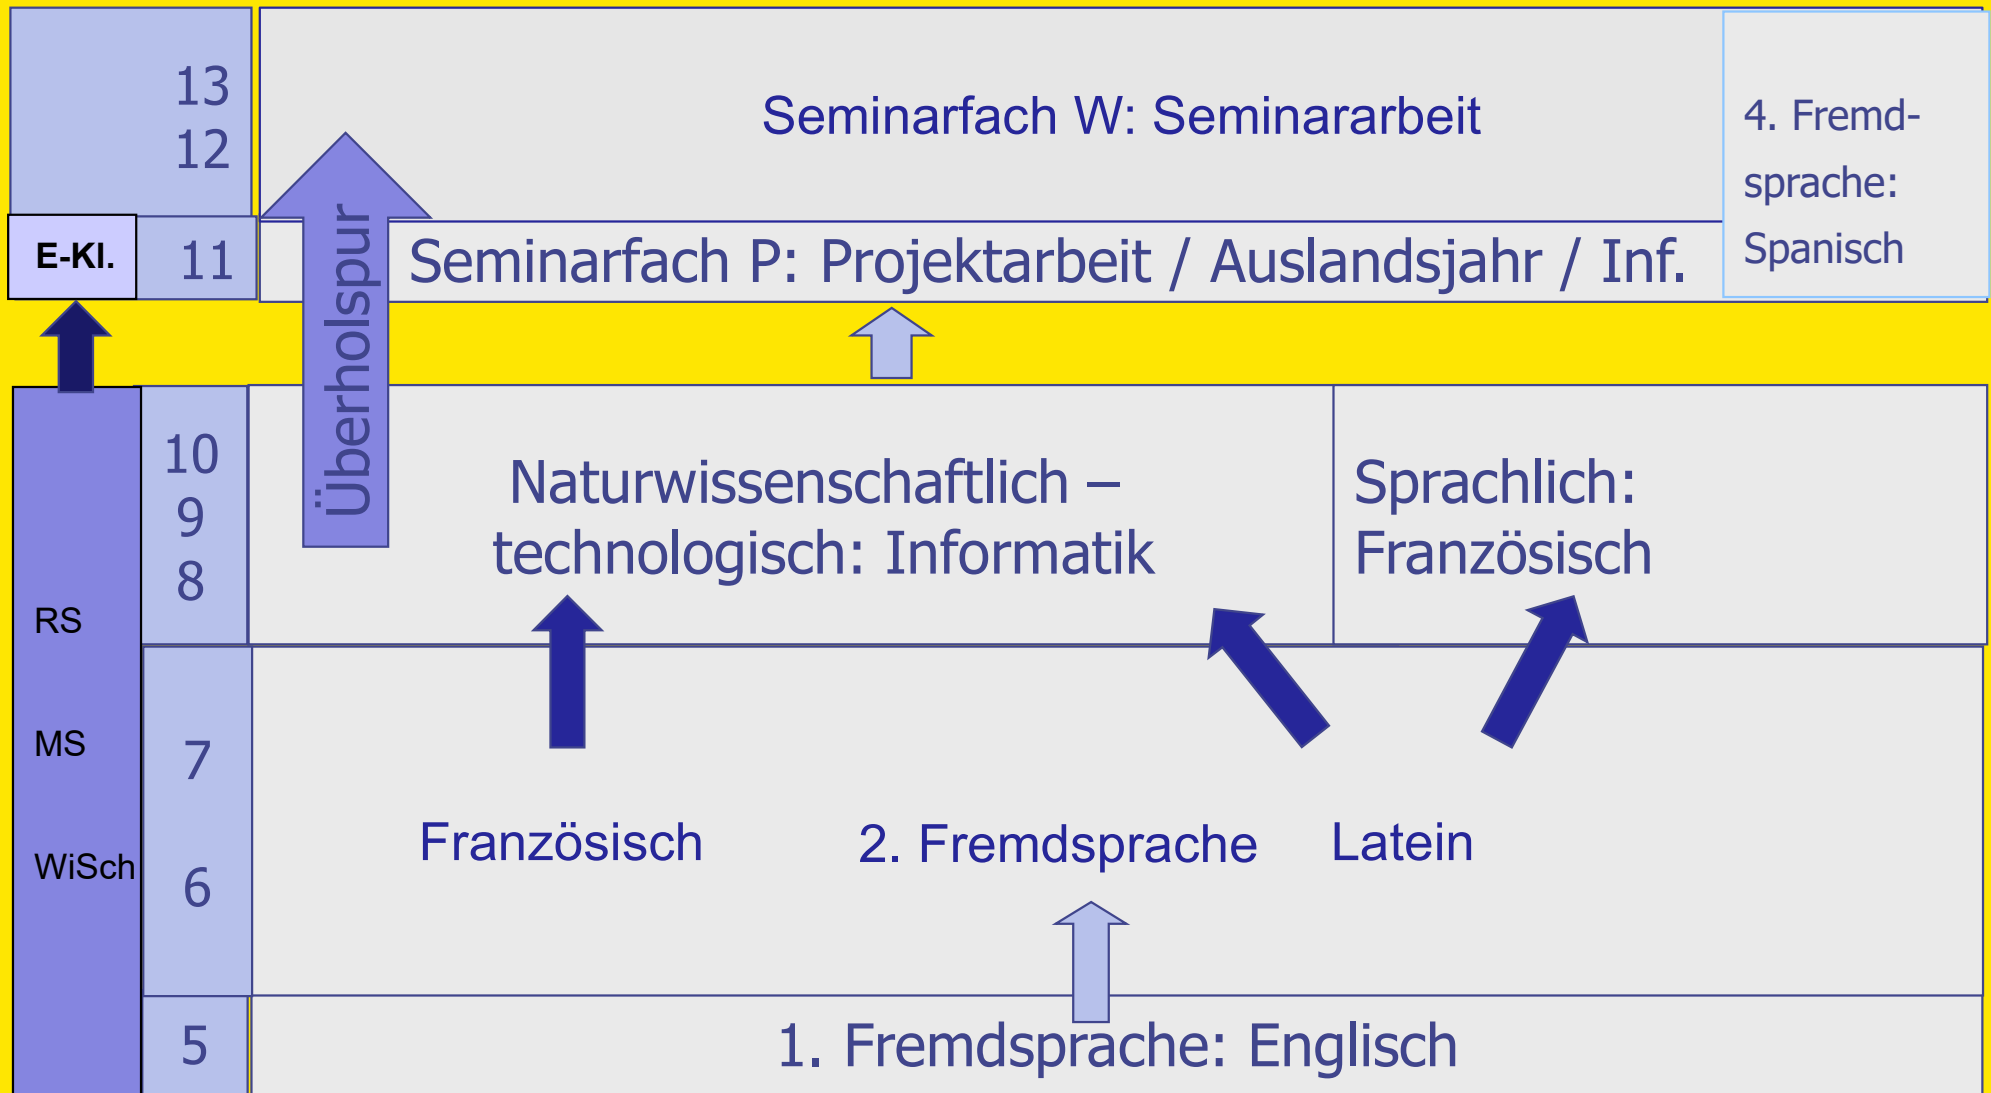 13
12
Seminarfach W: Seminararbeit
4. Fremd-
sprache:
Spanisch
E-Kl.
11
Seminarfach P: Projektarbeit / Auslandsjahr / Inf.
Überholspur
10
9
8
Naturwissenschaftlich –
technologisch: Informatik
Sprachlich:
Französisch
RS
MS
WiSch
7
6
Französisch
2. Fremdsprache
Latein
5
1. Fremdsprache: Englisch